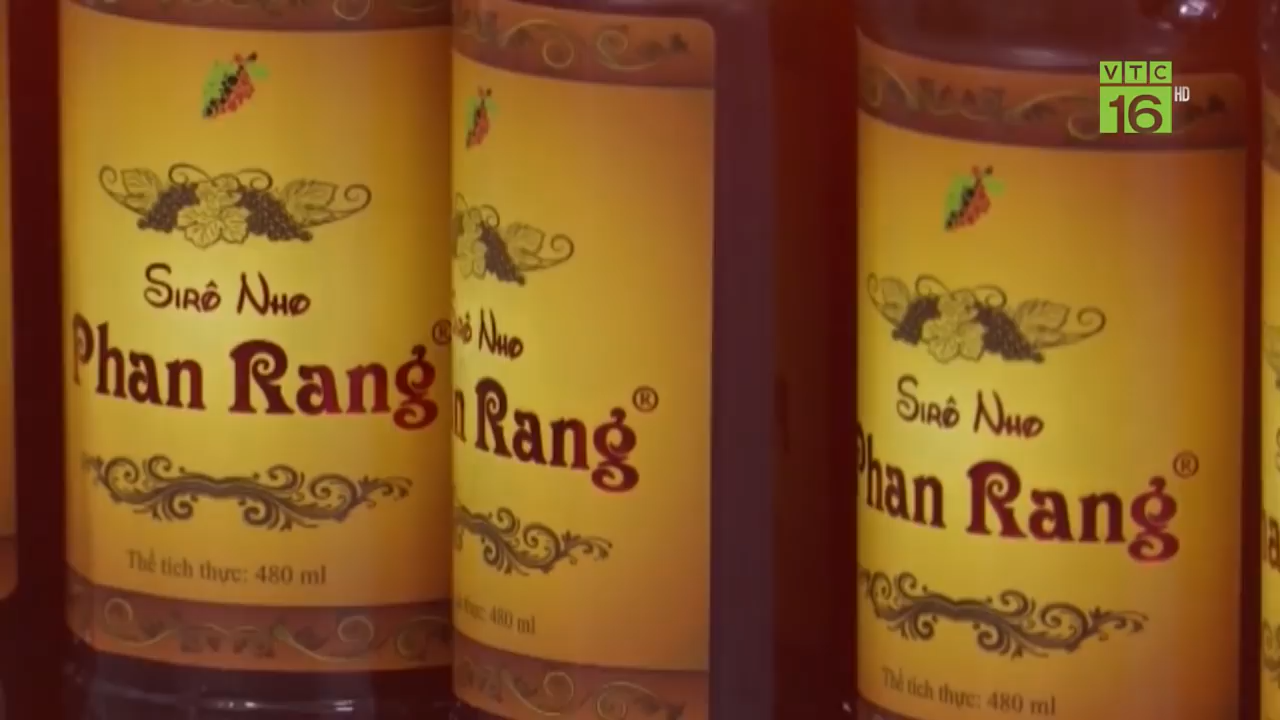 VTC
16 HD
Sirô Nho
Phan Rang®
Thể tích thực: 480 ml
Nho
Rang®
thực: 480 ml
Sirô Nho
Phan Rang®
Thể tích thực: 480 ml